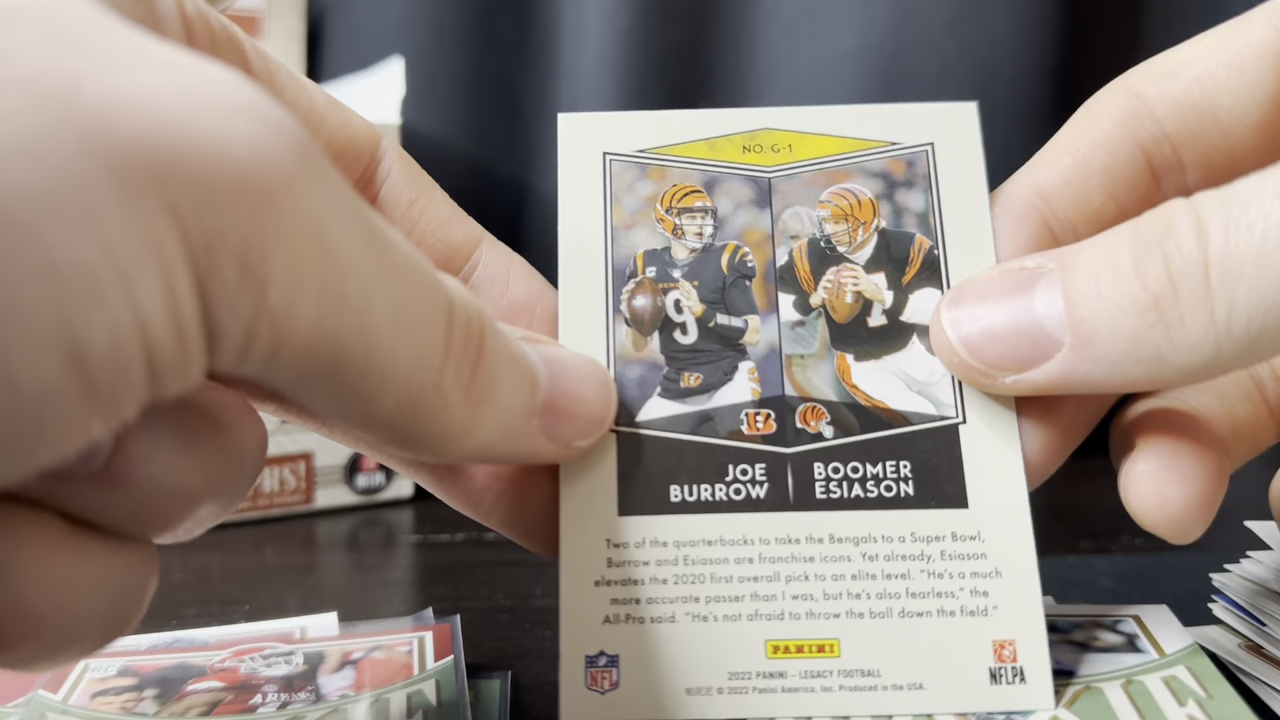 NO. G-1
BENGALS
9
7
JOE
BURROW
BOOMER
ESIASON
Two of the quarterbacks to take the Bengals to a Super Bowl,
Burrow and Esiason are franchise icons. Yet already, Esiason
elevates the 2020 first overall pick to an elite level. “He’s a much
more accurate passer than I was, but he’s also fearless,” the
All-Pro said. “He’s not afraid to throw the ball down the field.”
PANINI
NFL
NFLPA
2022 PANINI – LEGACY FOOTBALL
© 2022 Panini America, Inc. Produced in the USA.
RC